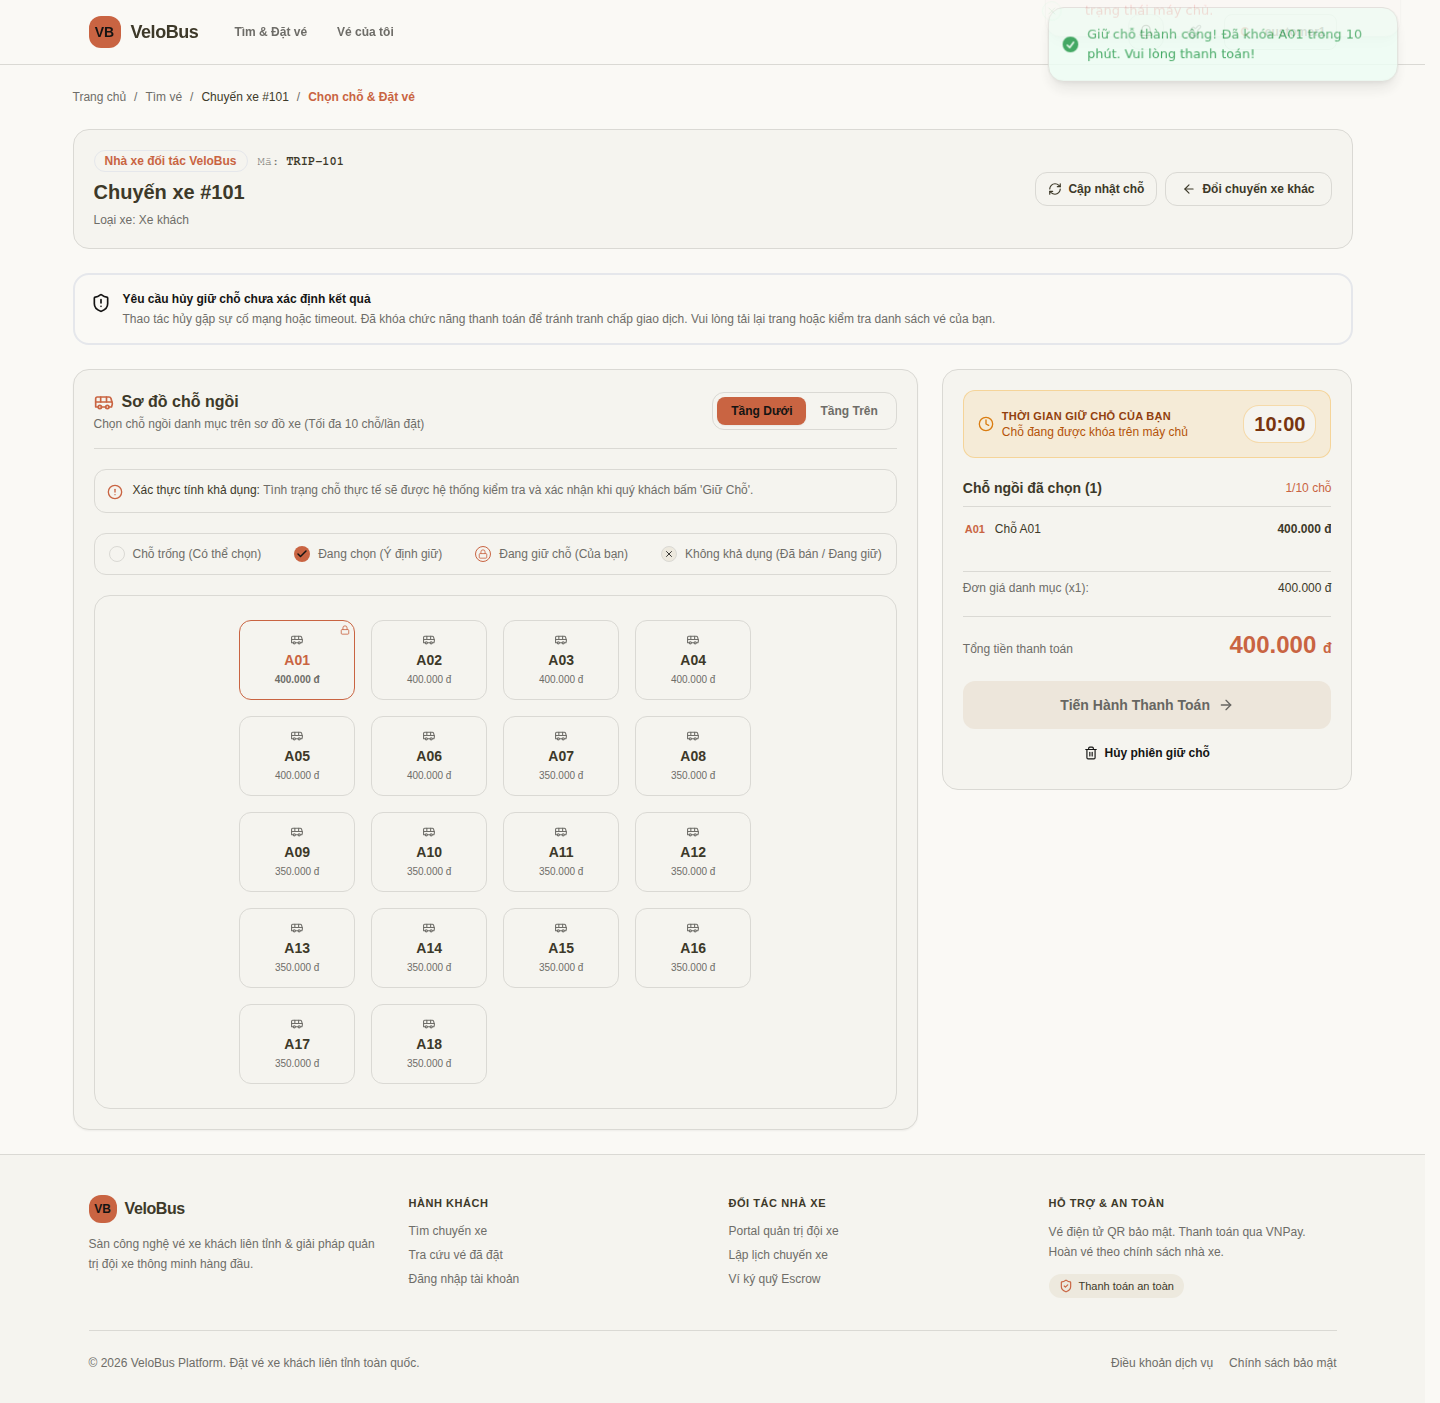 VB VeloBus Tìm & Đặt vé Vé của tôi
trạng thái máy chủ.
Giữ chỗ thành công! Đã khóa A01 trong 10
phút. Vui lòng thanh toán!
Trang chủ / Tìm vé / Chuyến xe #101 / Chọn chỗ & Đặt vé
Nhà xe đối tác VeloBus Mã: TRIP-101
Chuyến xe #101
Loại xe: Xe khách
Cập nhật chỗ Đổi chuyến xe khác
Yêu cầu hủy giữ chỗ chưa xác định kết quả
Thao tác hủy gặp sự cố mạng hoặc timeout. Đã khóa chức năng thanh toán để tránh tranh chấp giao dịch. Vui lòng tải lại trang hoặc kiểm tra danh sách vé của bạn.
Sơ đồ chỗ ngồi
Chọn chỗ ngồi danh mục trên sơ đồ xe (Tối đa 10 chỗ/lần đặt)
Tầng Dưới Tầng Trên
Xác thực tính khả dụng: Tình trạng chỗ thực tế sẽ được hệ thống kiểm tra và xác nhận khi quý khách bấm 'Giữ Chỗ'.
Chỗ trống (Có thể chọn) Đang chọn (Ý định giữ) Đang giữ chỗ (Của bạn) Không khả dụng (Đã bán / Đang giữ)
A01 A02 A03 A04
400.000 đ 400.000 đ 400.000 đ 400.000 đ
A05 A06 A07 A08
400.000 đ 400.000 đ 350.000 đ 350.000 đ
A09 A10 A11 A12
350.000 đ 350.000 đ 350.000 đ 350.000 đ
A13 A14 A15 A16
350.000 đ 350.000 đ 350.000 đ 350.000 đ
A17 A18
350.000 đ 350.000 đ
THỜI GIAN GIỮ CHỖ CỦA BẠN
Chỗ đang được khóa trên máy chủ
10:00
Chỗ ngồi đã chọn (1) 1/10 chỗ
A01 Chỗ A01 400.000 đ
Đơn giá danh mục (x1): 400.000 đ
Tổng tiền thanh toán 400.000 đ
Tiến Hành Thanh Toán
Hủy phiên giữ chỗ
VB VeloBus
Sàn công nghệ vé xe khách liên tỉnh & giải pháp quản
trị đội xe thông minh hàng đầu.
HÀNH KHÁCH
Tìm chuyến xe
Tra cứu vé đã đặt
Đăng nhập tài khoản
ĐỐI TÁC NHÀ XE
Portal quản trị đội xe
Lập lịch chuyến xe
Ví ký quỹ Escrow
HỖ TRỢ & AN TOÀN
Vé điện tử QR bảo mật. Thanh toán qua VNPay.
Hoàn vé theo chính sách nhà xe.
Thanh toán an toàn
© 2026 VeloBus Platform. Đặt vé xe khách liên tỉnh toàn quốc.
Điều khoản dịch vụ Chính sách bảo mật